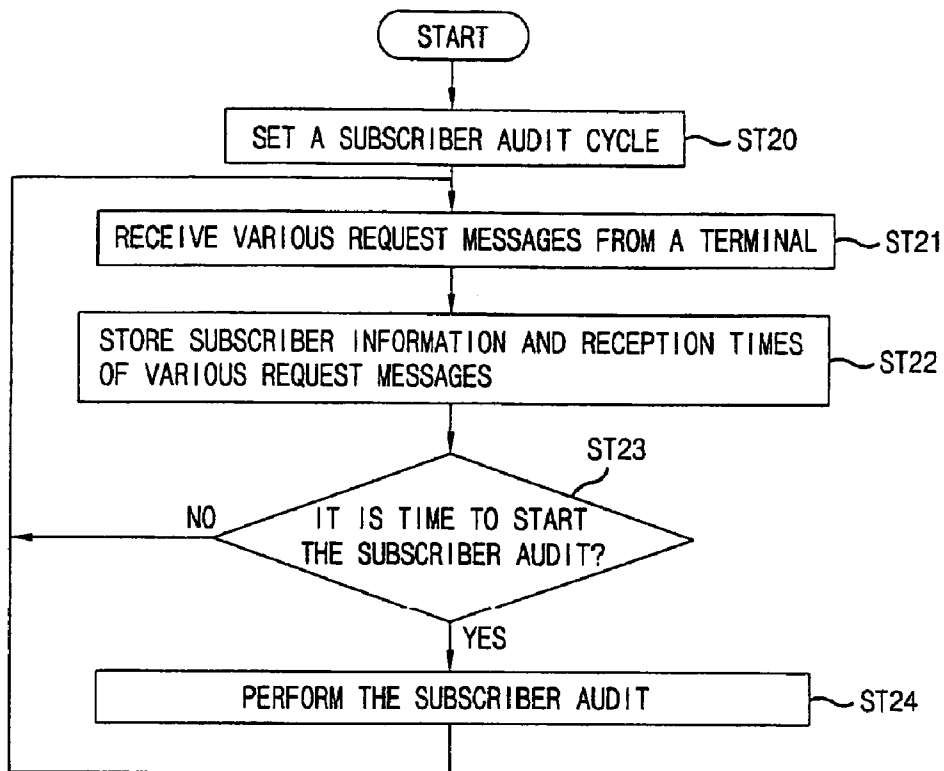 START
SET A SUBSCRIBER AUDIT CYCLE
ST20
RECEIVE VARIOUS REQUEST MESSAGES FROM A TERMINAL
ST21
STORE SUBSCRIBER INFORMATION AND RECEPTION TIMES
OF VARIOUS REQUEST MESSAGES
ST22
ST23
IT IS TIME TO START
THE SUBSCRIBER AUDIT?
NO
YES
PERFORM THE SUBSCRIBER AUDIT
ST24